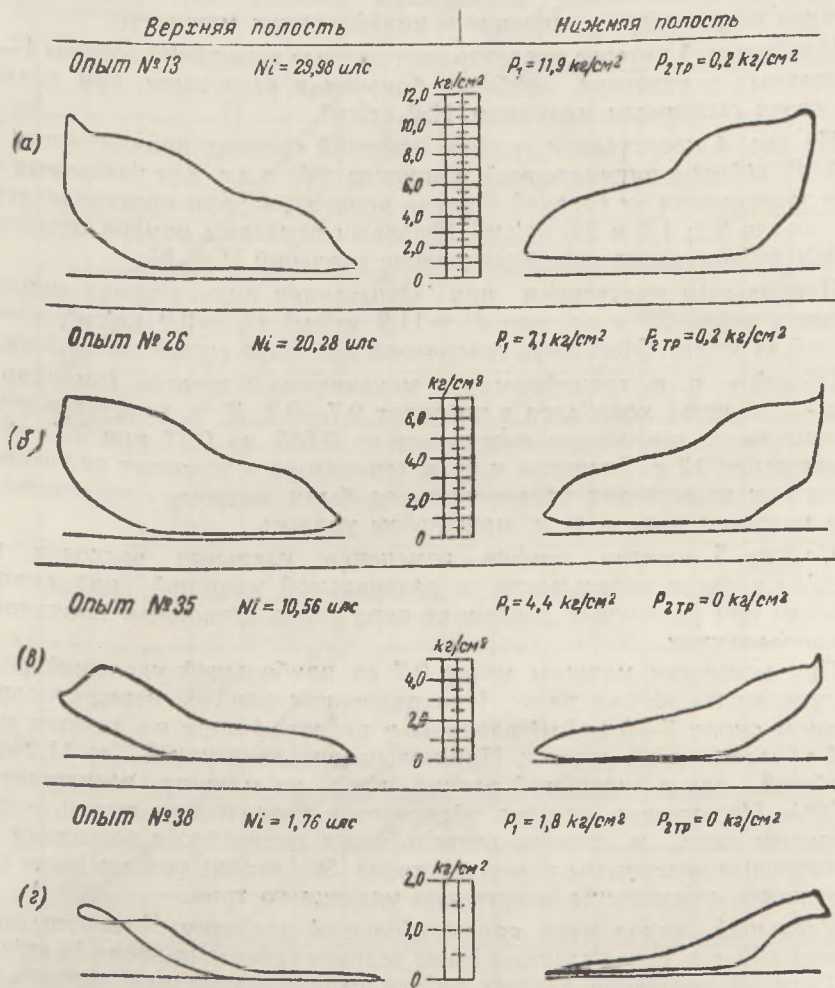 Верхняя полость Нижняя полость
Опыт №13 Ni = 29,98 илс P1 = 11,9 кг/см² P2тр = 0,2 кг/см²
кг/см²
12,0
10,0
(а)
8,0
6,0
4,0
2,0
0
Опыт №26 Ni = 20,28 илс P1 = 7,1 кг/см² P2тр = 0,2 кг/см²
кг/см²
6,0
(б)
4,0
2,0
0
Опыт №35 Ni = 10,56 илс P1 = 4,4 кг/см² P2тр = 0 кг/см²
кг/см²
(в)
4,0
2,0
0
Опыт №38 Ni = 1,76 илс P1 = 1,8 кг/см² P2тр = 0 кг/см²
кг/см²
2,0
(г)
1,0
0